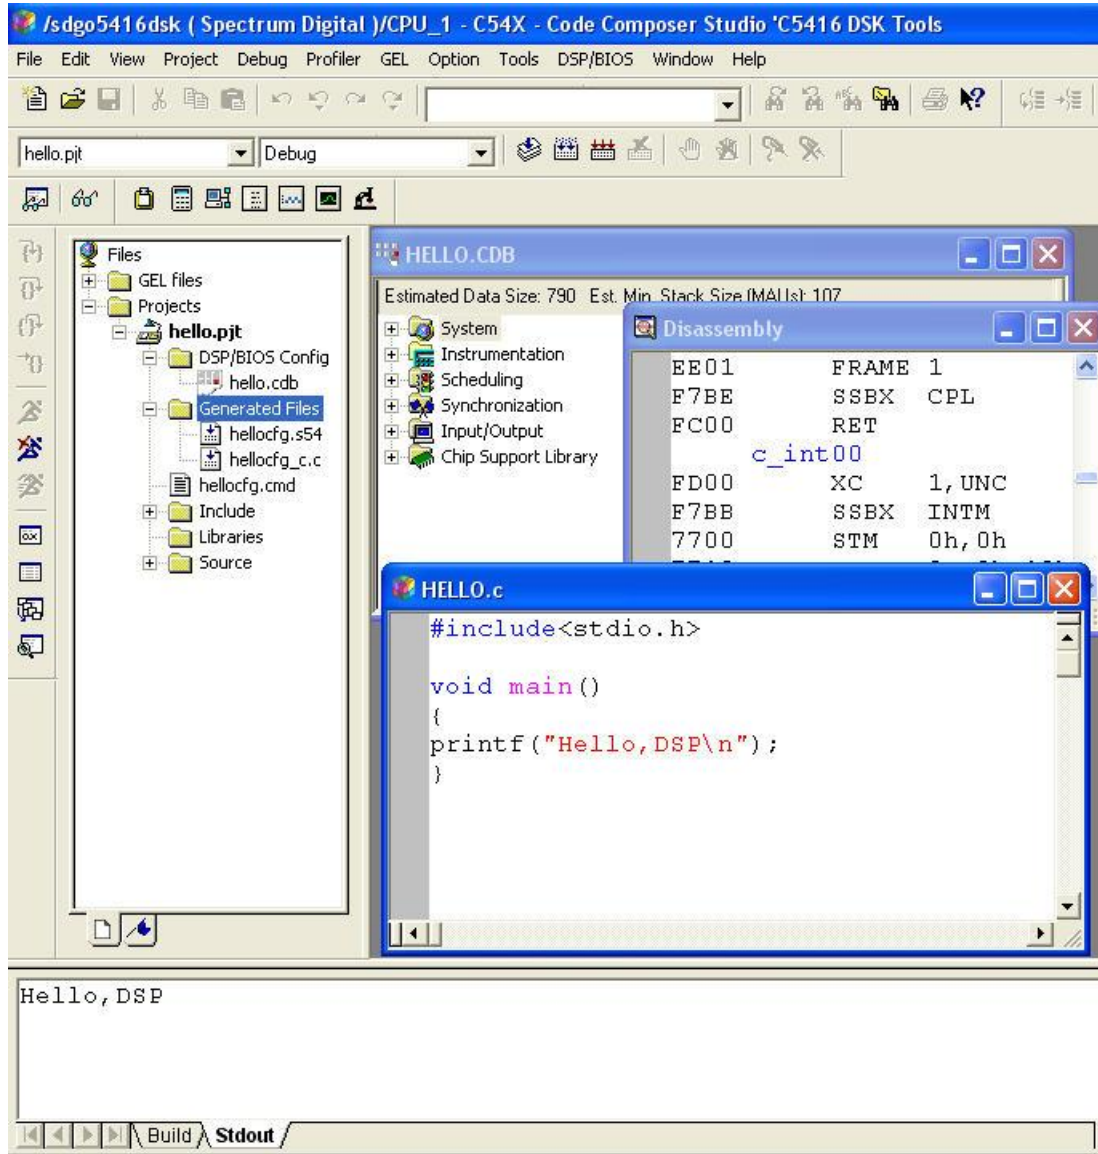 /sdgo5416dsk ( Spectrum Digital )/CPU_1 - C54X - Code Composer Studio 'C5416 DSK Tools
File Edit View Project Debug Profiler GEL Option Tools DSP/BIOS Window Help
hello.pjt Debug
Files
GEL files
Projects
hello.pjt
DSP/BIOS Config
hello.cdb
Generated Files
hellocfg.s54
hellocfg_c.c
hellocfg.cmd
Include
Libraries
Source
HELLO.CDB
Estimated Data Size: 790 Est. Min. Stack Size (MAUs): 107
System
Instrumentation
Scheduling
Synchronization
Input/Output
Chip Support Library
Disassembly
EE01 FRAME 1
F7BE SSBX CPL
FC00 RET
c_int00
FD00 XC 1,UNC
F7BB SSBX INTM
7700 STM 0h,0h
HELLO.c
#include<stdio.h>
void main()
{
printf("Hello,DSP\n");
}
Hello,DSP
Build Stdout